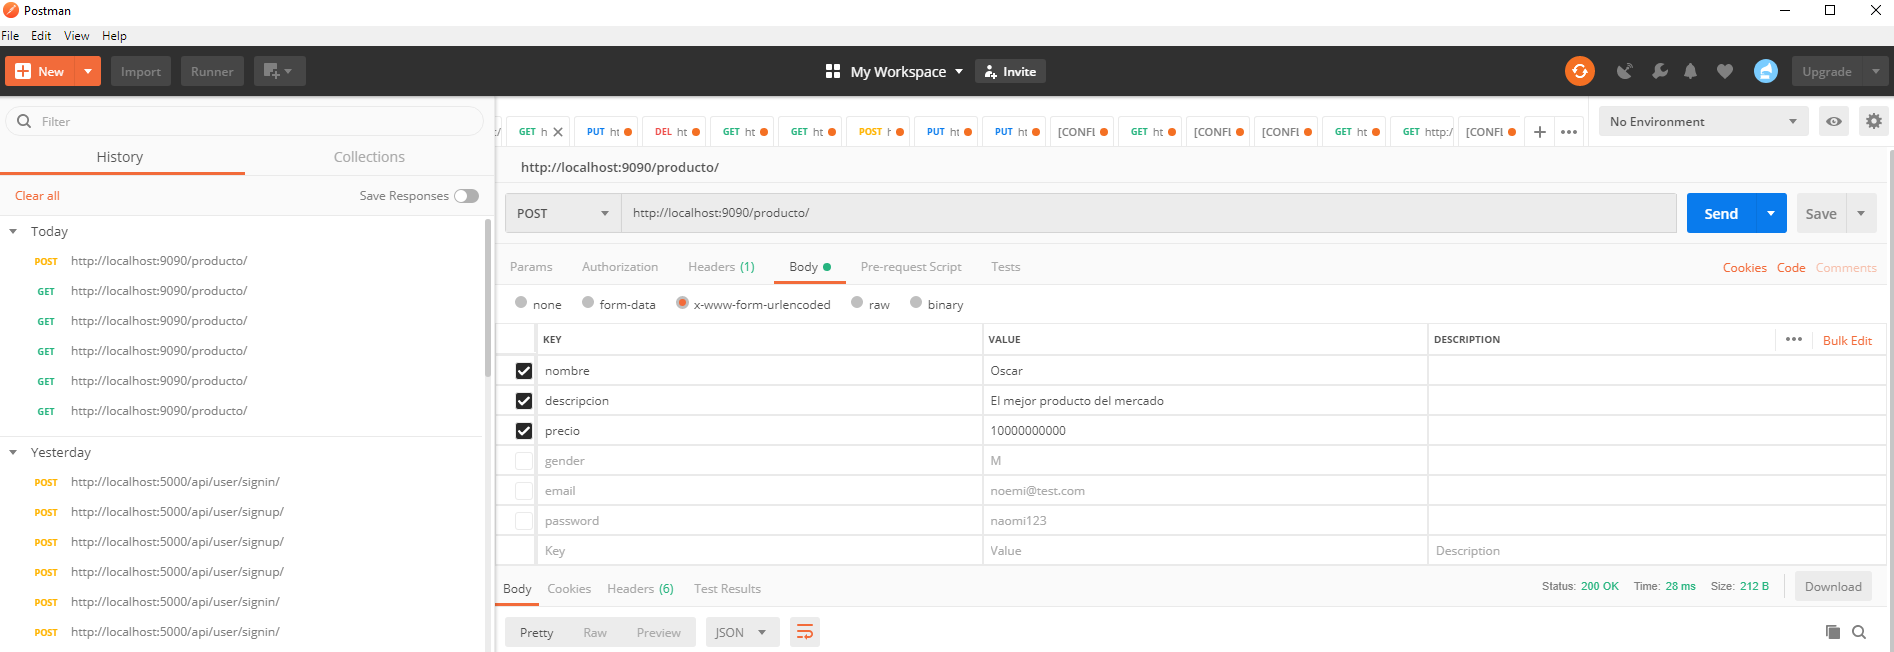 Postman
File Edit View Help
New Import Runner My Workspace Invite Upgrade
Filter
History Collections
Clear all Save Responses
Today
POST http://localhost:9090/producto/
GET http://localhost:9090/producto/
GET http://localhost:9090/producto/
GET http://localhost:9090/producto/
GET http://localhost:9090/producto/
GET http://localhost:9090/producto/
Yesterday
POST http://localhost:5000/api/user/signin/
POST http://localhost:5000/api/user/signup/
POST http://localhost:5000/api/user/signup/
POST http://localhost:5000/api/user/signup/
POST http://localhost:5000/api/user/signin/
POST http://localhost:5000/api/user/signin/
GET h PUT ht DEL ht GET ht GET ht POST PUT ht PUT ht [CONFI GET ht [CONFI [CONFI GET ht GET http:/ [CONFI
No Environment
http://localhost:9090/producto/
POST http://localhost:9090/producto/ Send Save
Params Authorization Headers (1) Body Pre-request Script Tests Cookies Code Comments
none form-data x-www-form-urlencoded raw binary
KEY VALUE DESCRIPTION Bulk Edit
nombre Oscar
descripcion El mejor producto del mercado
precio 10000000000
gender M
email noemi@test.com
password naomi123
Key Value Description
Body Cookies Headers (6) Test Results Status: 200 OK Time: 28 ms Size: 212 B Download
Pretty Raw Preview JSON